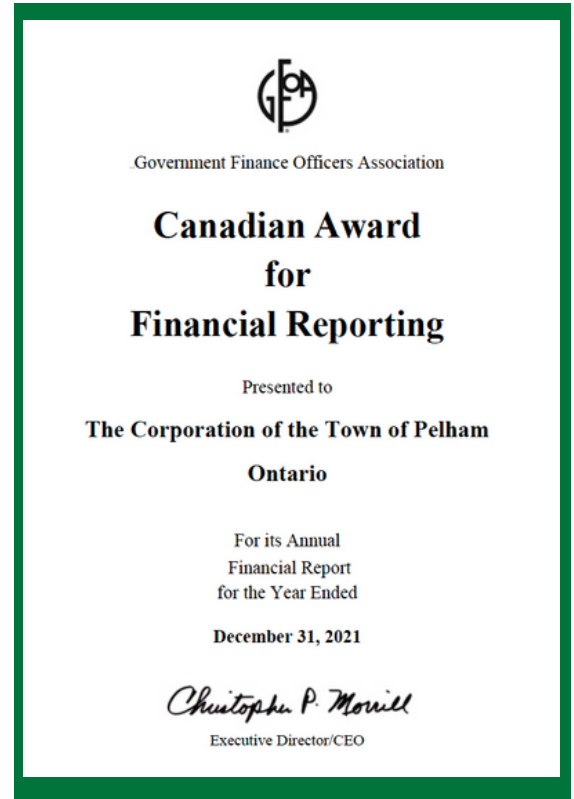 GFOA
Government Finance Officers Association
Canadian Award
for
Financial Reporting
Presented to
The Corporation of the Town of Pelham
Ontario
For its Annual
Financial Report
for the Year Ended
December 31, 2021
Christopher P. Morrill
Executive Director/CEO